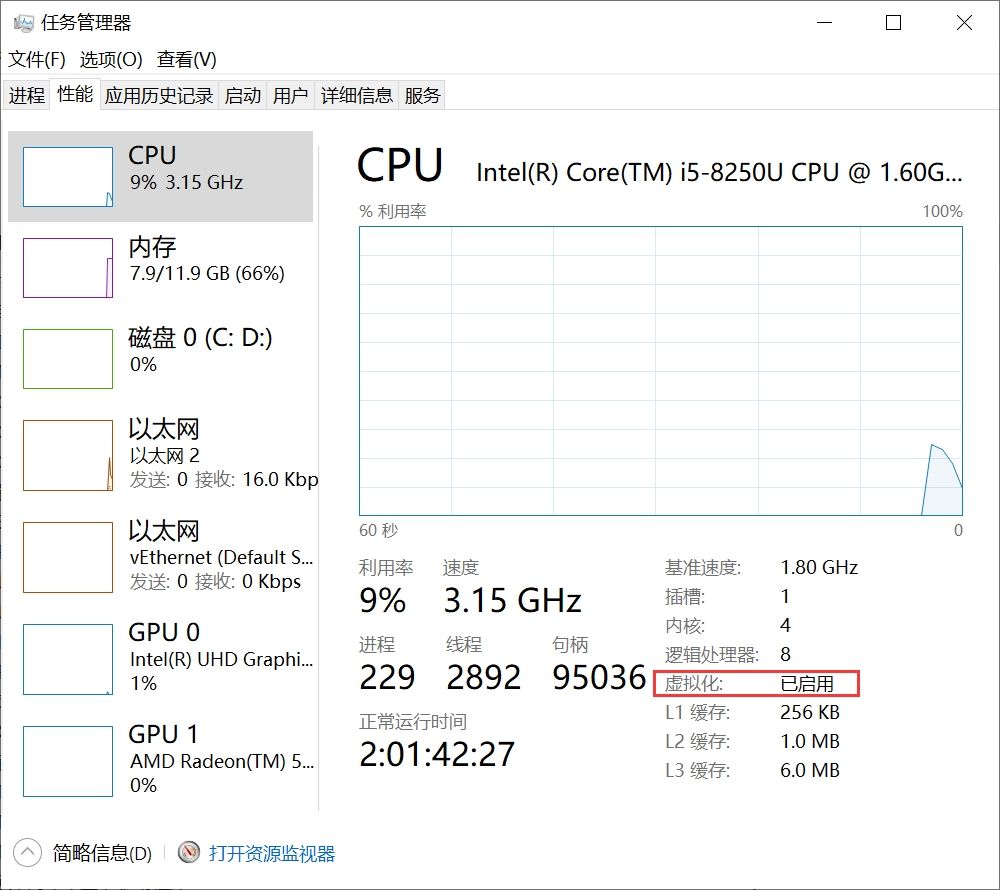 任务管理器
文件(F) 选项(O) 查看(V)
进程 性能 应用历史记录 启动 用户 详细信息 服务
CPU
9% 3.15 GHz
内存
7.9/11.9 GB (66%)
磁盘 0 (C: D:)
0%
以太网
以太网 2
发送: 0 接收: 16.0 Kbp
以太网
vEthernet (Default S...
发送: 0 接收: 0 Kbps
GPU 0
Intel(R) UHD Graphi...
1%
GPU 1
AMD Radeon(TM) 5...
0%
CPU Intel(R) Core(TM) i5-8250U CPU @ 1.60G...
% 利用率 100%
60 秒 0
利用率 速度
9% 3.15 GHz
进程 线程 句柄
229 2892 95036
正常运行时间
2:01:42:27
基准速度: 1.80 GHz
插槽: 1
内核: 4
逻辑处理器: 8
虚拟化: 已启用
L1 缓存: 256 KB
L2 缓存: 1.0 MB
L3 缓存: 6.0 MB
简略信息(D) 打开资源监视器